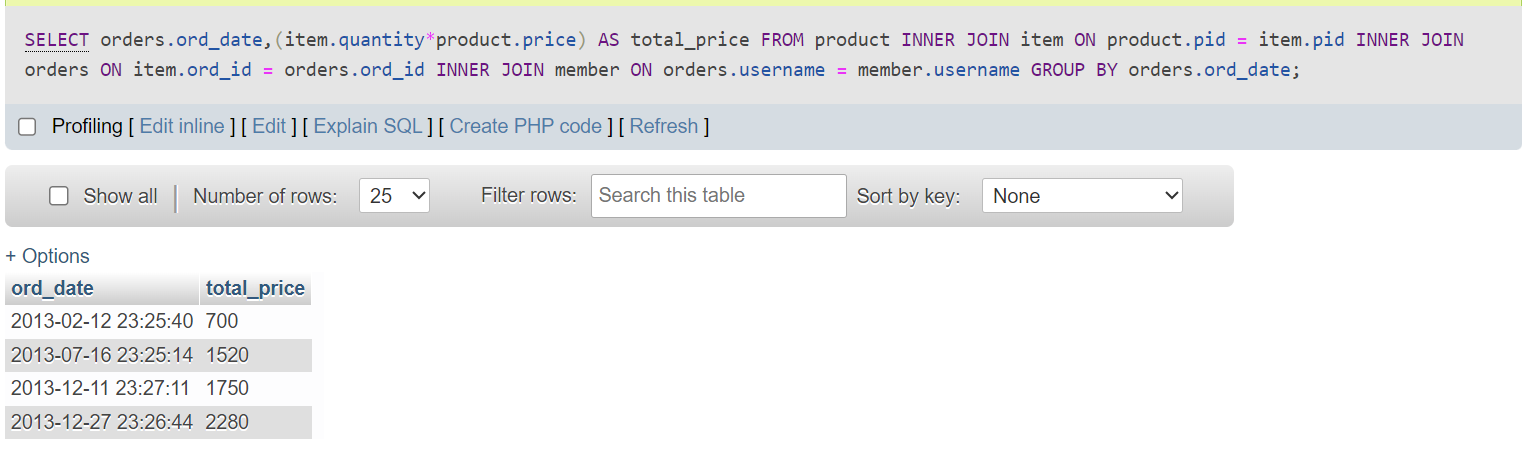 SELECT orders.ord_date,(item.quantity*product.price) AS total_price FROM product INNER JOIN item ON product.pid = item.pid INNER JOIN
orders ON item.ord_id = orders.ord_id INNER JOIN member ON orders.username = member.username GROUP BY orders.ord_date;
Profiling [ Edit inline ] [ Edit ] [ Explain SQL ] [ Create PHP code ] [ Refresh ]
Show all | Number of rows: 25 Filter rows: Search this table Sort by key: None
+ Options
ord_date total_price
2013-02-12 23:25:40 700
2013-07-16 23:25:14 1520
2013-12-11 23:27:11 1750
2013-12-27 23:26:44 2280